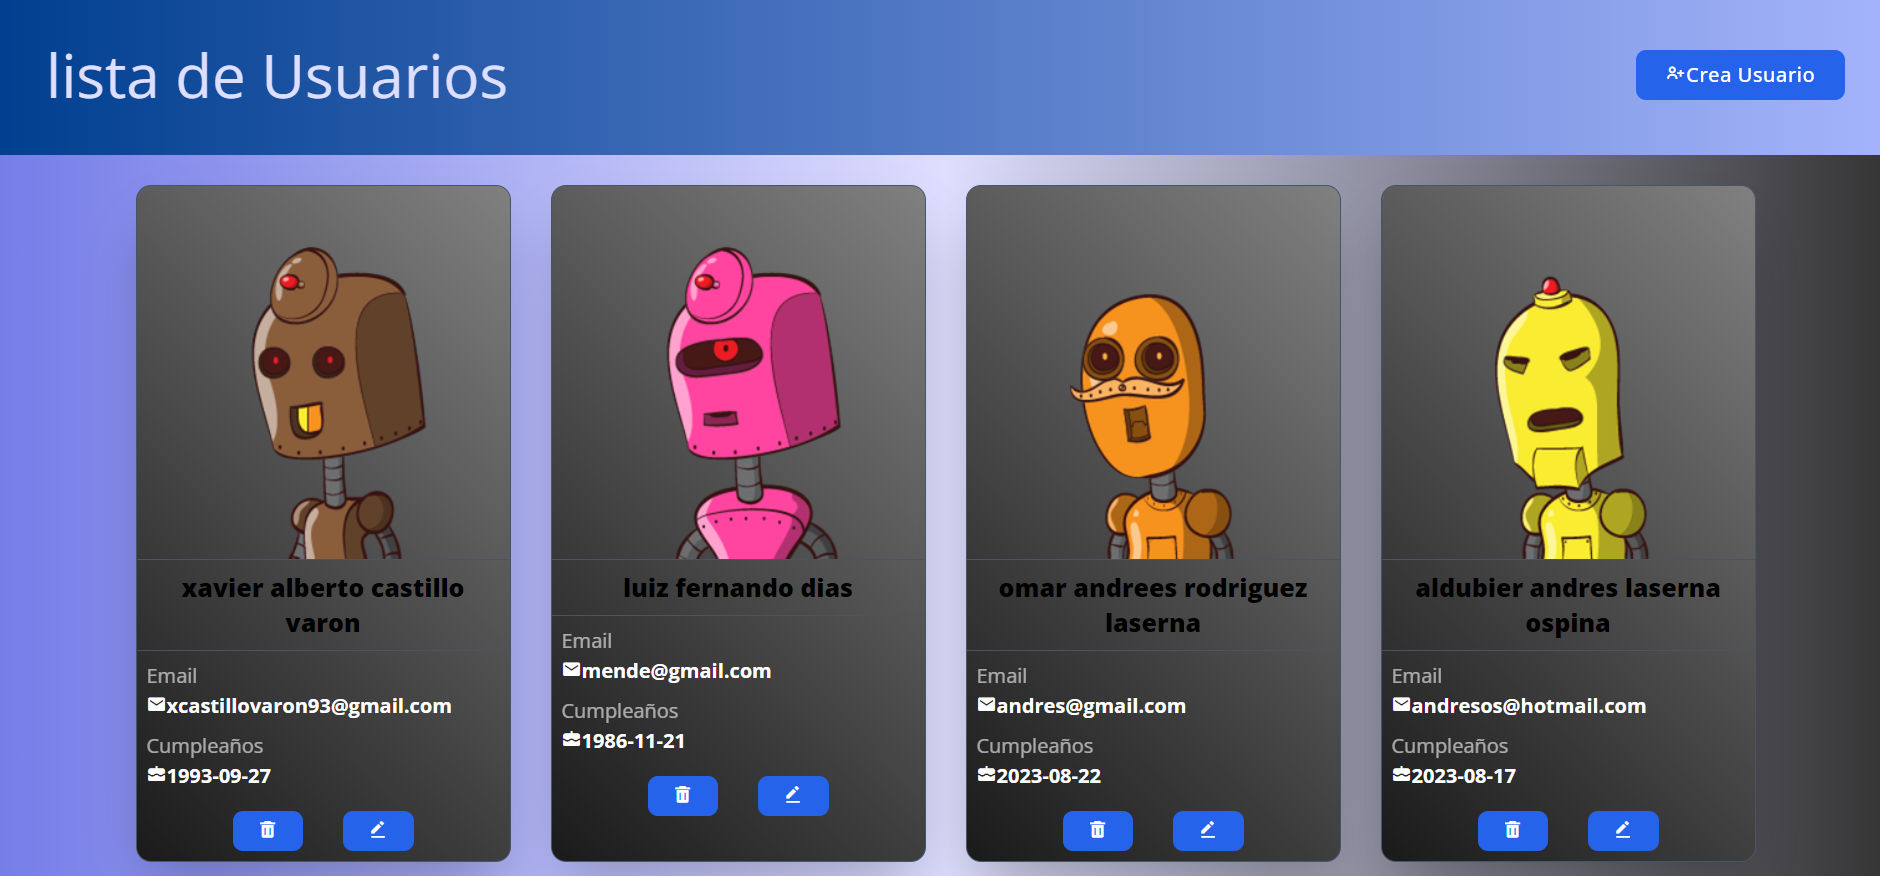 lista de Usuarios
Crea Usuario
xavier alberto castillo
varon
Email
xcastillovaron93@gmail.com
Cumpleaños
1993-09-27
luiz fernando dias
Email
mende@gmail.com
Cumpleaños
1986-11-21
omar andrees rodriguez
laserna
Email
andres@gmail.com
Cumpleaños
2023-08-22
aldubier andres laserna
ospina
Email
andresos@hotmail.com
Cumpleaños
2023-08-17